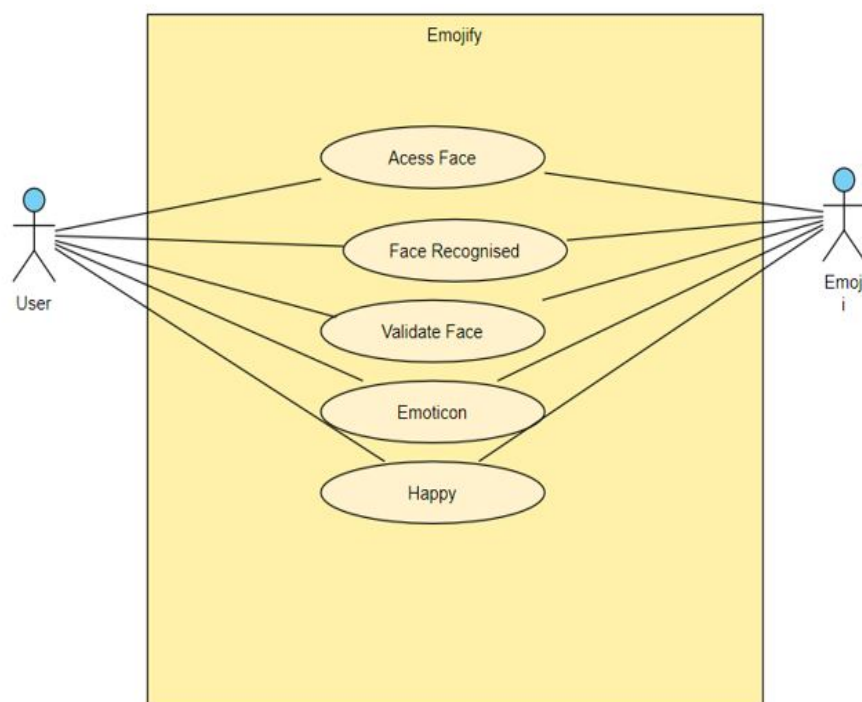 Emojify
Acess Face
Face Recognised
Validate Face
Emoticon
Happy
User
Emoj
i